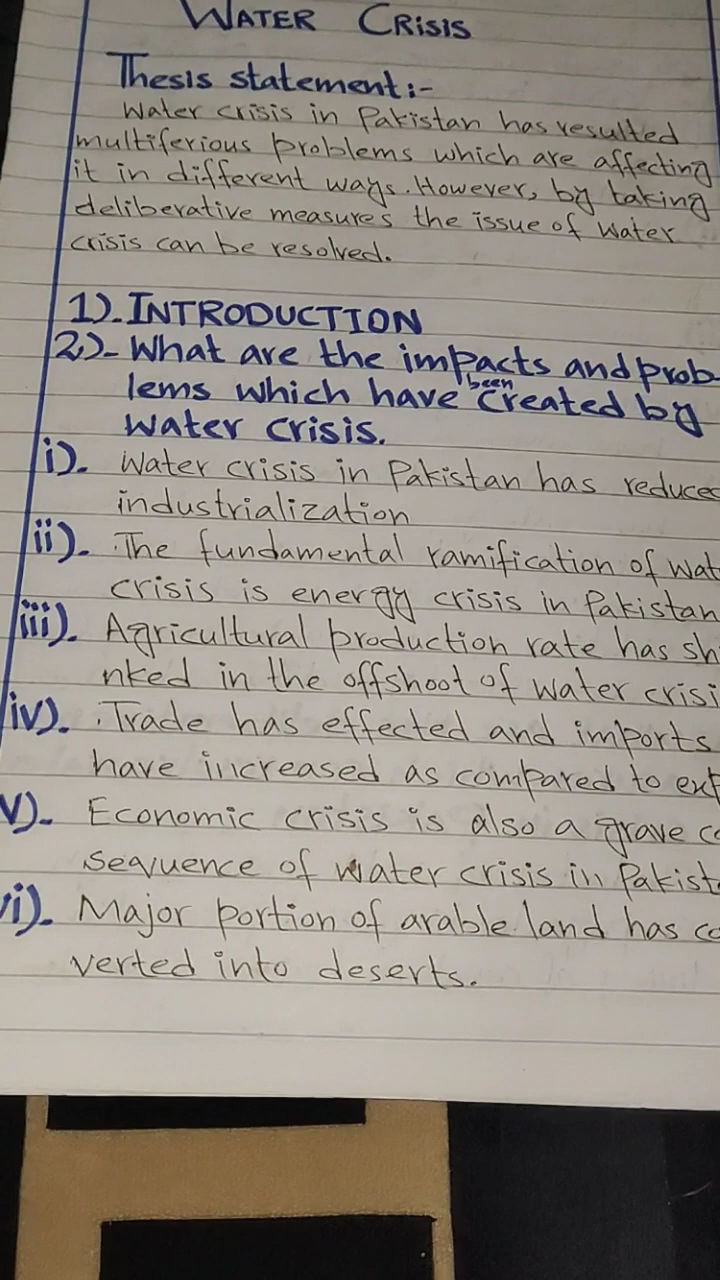 WATER CRISIS
Thesis statement:-
Water crisis in Pakistan has resulted
multiferious problems which are affecting
it in different ways. However, by taking
deliberative measures the issue of water
crisis can be resolved.
1). INTRODUCTION
2)- What are the impacts and prob-
lems which have been created by
water crisis.
i). Water crisis in Pakistan has reduced
industrialization
ii). The fundamental ramification of wat
crisis is energy crisis in Pakistan
iii). Agricultural production rate has shi
nked in the offshoot of water crisi
iv). Trade has effected and imports
have increased as compared to exp
v)- Economic crisis is also a grave co
sequence of water crisis in Pakist
vi). Major portion of arable land has co
verted into deserts.